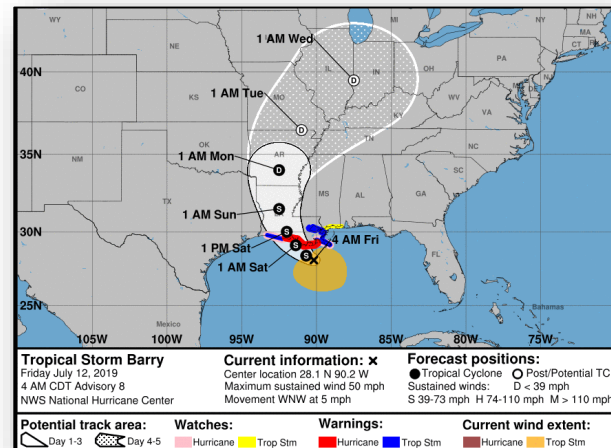 WY
NE
IA
WI
MI
NY
MA
CT
RI
1 AM Wed
IL
IN
OH
PA
NJ
40N
CO
KS
MO
WV
VA
1 AM Tue
35N
NM
OK
1 AM Mon
AR
TN
NC
SC
TX
MS
AL
GA
1 AM Sun
30N
1 PM Sat
4 AM Fri
1 AM Sat
FL
25N
Mexico
Bahamas
105W 100W 95W 90W 85W 80W 75W
D
D
D
S
S
S
S
Tropical Storm Barry
Friday July 12, 2019
4 AM CDT Advisory 8
NWS National Hurricane Center
Current information: ×
Center location 28.1 N 90.2 W
Maximum sustained wind 50 mph
Movement WNW at 5 mph
Forecast positions:
Tropical Cyclone Post/Potential TC
Sustained winds: D < 39 mph
S 39-73 mph H 74-110 mph M > 110 mph
Potential track area:
Day 1-3 Day 4-5
Watches:
Hurricane Trop Stm
Warnings:
Hurricane Trop Stm
Current wind extent:
Hurricane Trop Stm